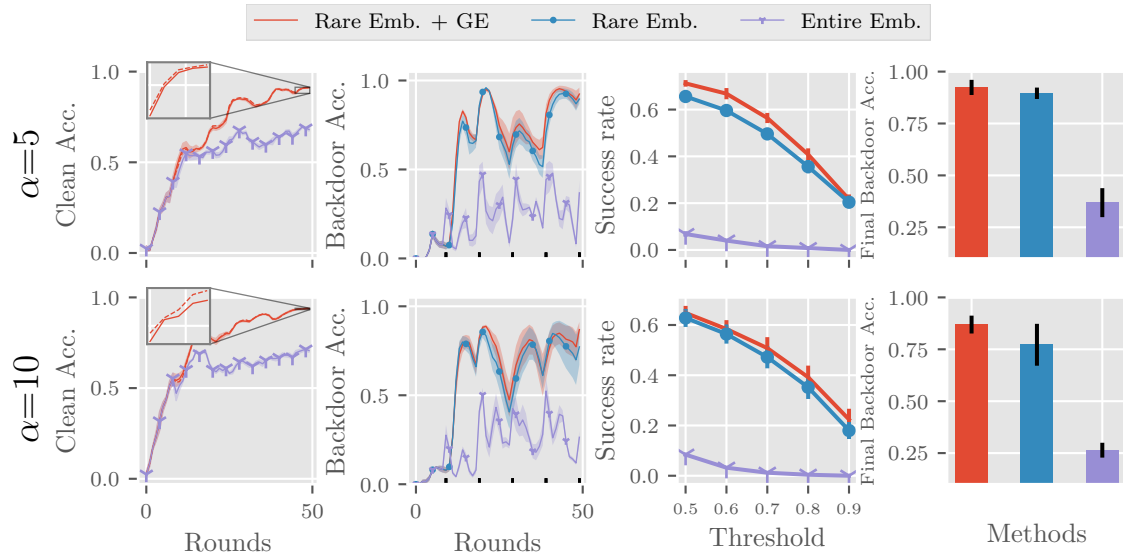 Rare Emb. + GE Rare Emb. Entire Emb.
α=5
Clean Acc.
1.0
0.5
0.0
0
50
Backdoor Acc.
1.0
0.5
0.0
0
50
Success rate
0.6
0.4
0.2
0.0
Final Backdoor Acc.
1.00
0.75
0.50
0.25
α=10
Clean Acc.
1.0
0.5
0.0
0
50
Rounds
Backdoor Acc.
1.0
0.5
0.0
0
50
Rounds
Success rate
0.6
0.4
0.2
0.0
0.5 0.6 0.7 0.8 0.9
Threshold
Final Backdoor Acc.
1.00
0.75
0.50
0.25
Methods